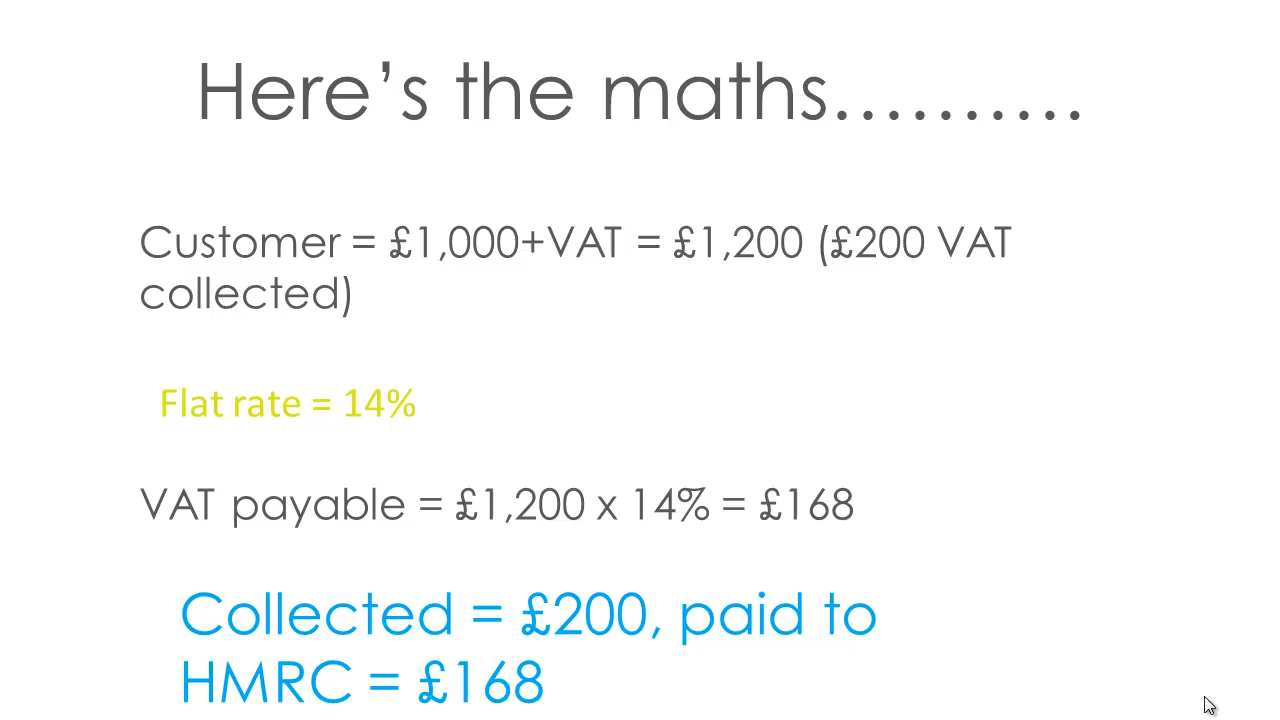 Here’s the maths……….
Customer = £1,000+VAT = £1,200 (£200 VAT
collected)
Flat rate = 14%
VAT payable = £1,200 x 14% = £168
Collected = £200, paid to
HMRC = £168